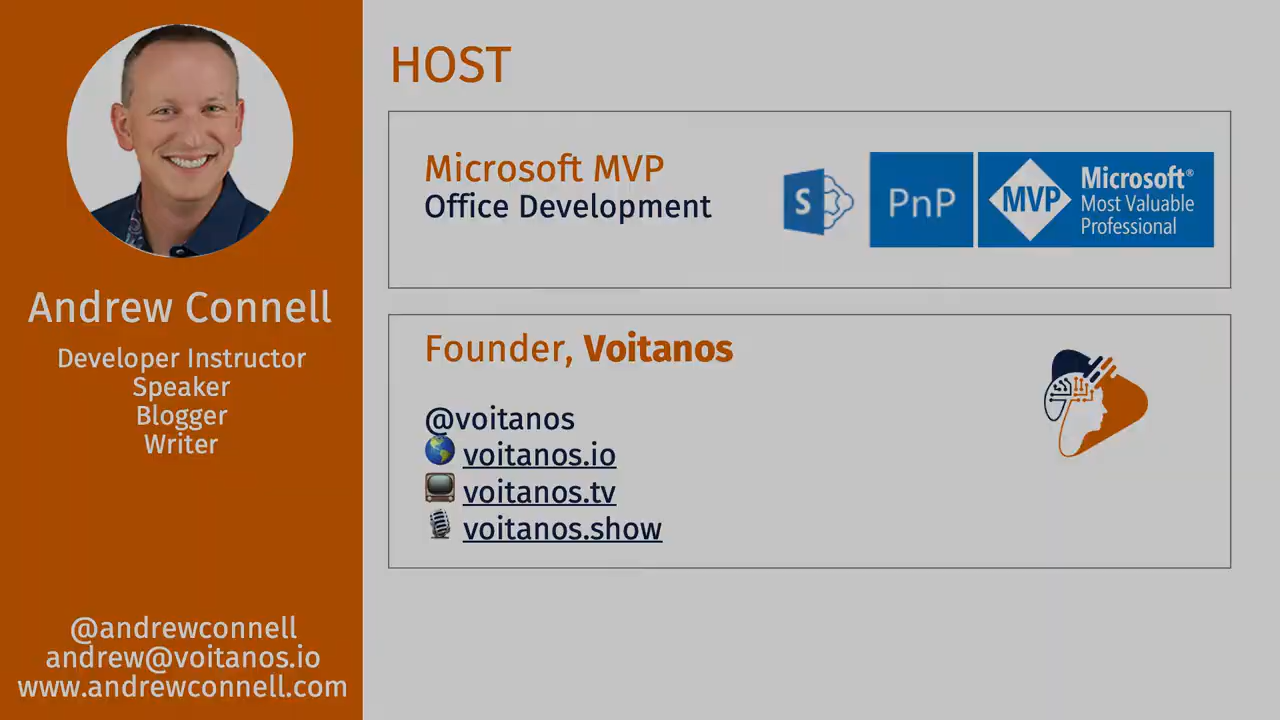 Andrew Connell
Developer Instructor
Speaker
Blogger
Writer
@andrewconnell
andrew@voitanos.io
www.andrewconnell.com
HOST
Microsoft MVP
Office Development
S
PnP
MVP
Microsoft®
Most Valuable
Professional
Founder, Voitanos
@voitanos
voitanos.io
voitanos.tv
voitanos.show